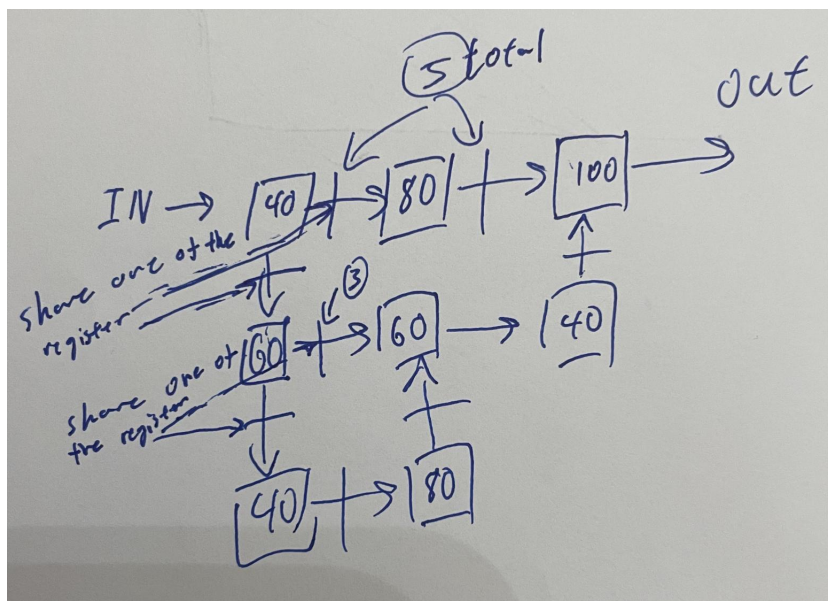 5 total
out
IN 40 80 100
share one of the
register
3
60 60 40
share one of
the register
40 80